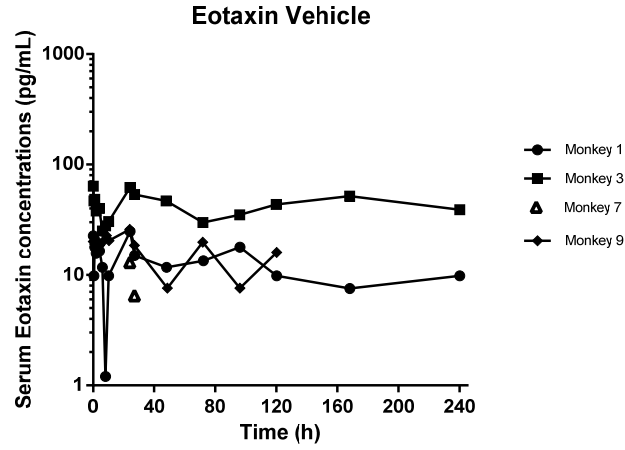 Eotaxin Vehicle
Serum Eotaxin concentrations (pg/mL)
1000
100
10
1
0 40 80 120 160 200 240
Time (h)
Monkey 1
Monkey 3
Monkey 7
Monkey 9